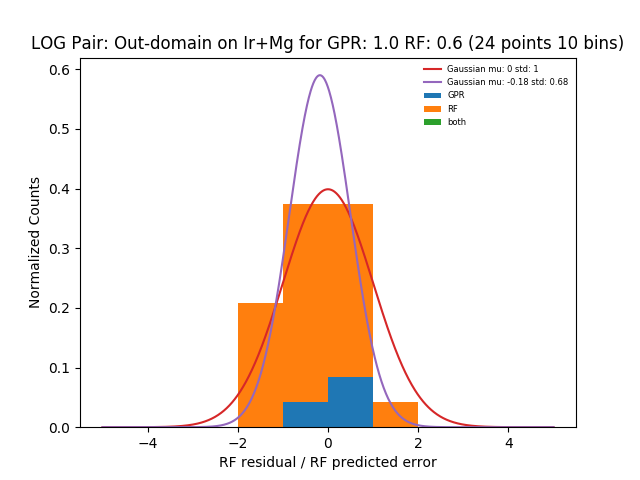 LOG Pair: Out-domain on Ir+Mg for GPR: 1.0 RF: 0.6 (24 points 10 bins)
Gaussian mu: 0 std: 1
Gaussian mu: -0.18 std: 0.68
GPR
RF
both
Normalized Counts
0.6
0.5
0.4
0.3
0.2
0.1
0.0
−4 −2 0 2 4
RF residual / RF predicted error